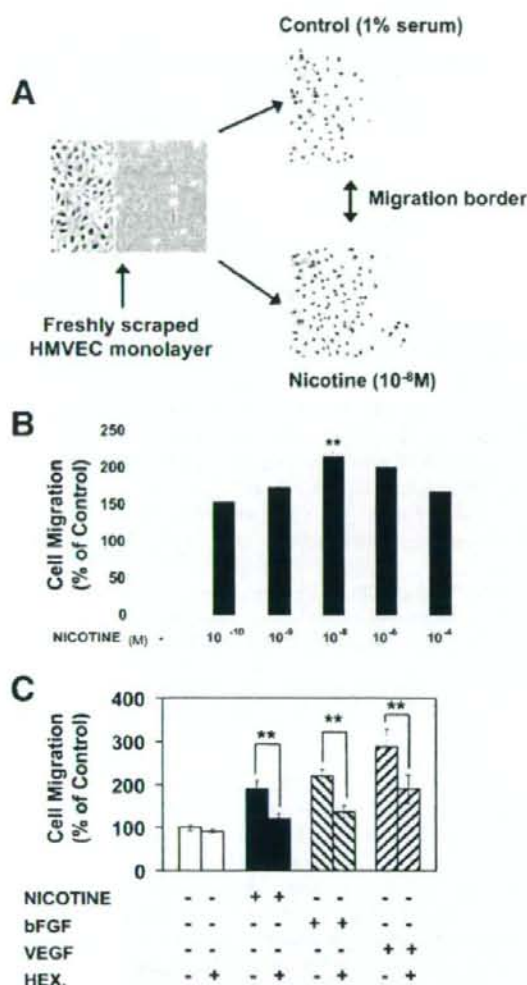 Control (1% serum)
A
Migration border
Freshly scraped
HMVEC monolayer
Nicotine (10⁻⁸M)
B
Cell Migration
(% of Control)
250
200
150
100
50
0
**
NICOTINE (M) - 10⁻¹⁰ 10⁻⁹ 10⁻⁸ 10⁻⁶ 10⁻⁴
C
Cell Migration
(% of Control)
400
300
200
100
0
** ** **
NICOTINE - - + + - - - -
bFGF - - - - + + - -
VEGF - - - - - - + +
HEX. - + - + - + - +